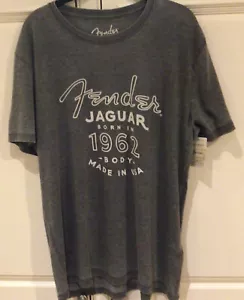 Fender
Fender
JAGUAR
BORN IN
1962
-BODY-
MADE IN USA